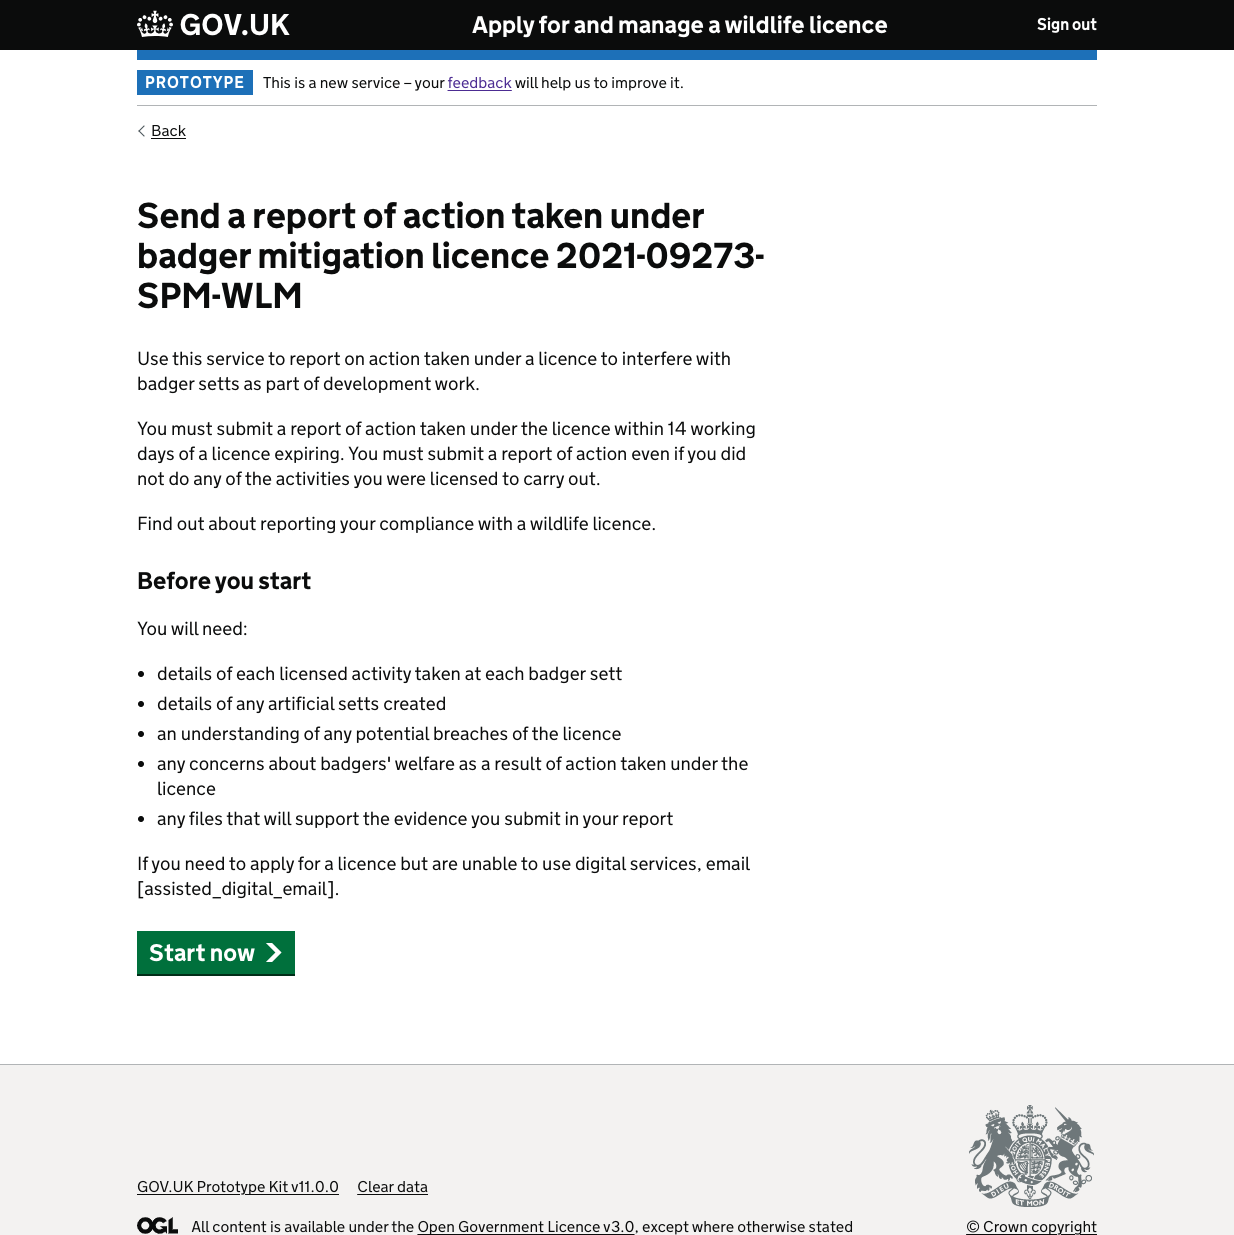 GOV.UK
Apply for and manage a wildlife licence
Sign out
PROTOTYPE
This is a new service – your feedback will help us to improve it.
Back
Send a report of action taken under
badger mitigation licence 2021-09273-
SPM-WLM
Use this service to report on action taken under a licence to interfere with
badger setts as part of development work.
You must submit a report of action taken under the licence within 14 working
days of a licence expiring. You must submit a report of action even if you did
not do any of the activities you were licensed to carry out.
Find out about reporting your compliance with a wildlife licence.
Before you start
You will need:
• details of each licensed activity taken at each badger sett
• details of any artificial setts created
• an understanding of any potential breaches of the licence
• any concerns about badgers' welfare as a result of action taken under the
licence
• any files that will support the evidence you submit in your report
If you need to apply for a licence but are unable to use digital services, email
[assisted_digital_email].
Start now
GOV.UK Prototype Kit v11.0.0
Clear data
OGL
All content is available under the Open Government Licence v3.0, except where otherwise stated
DIEU ET MON DROIT
© Crown copyright